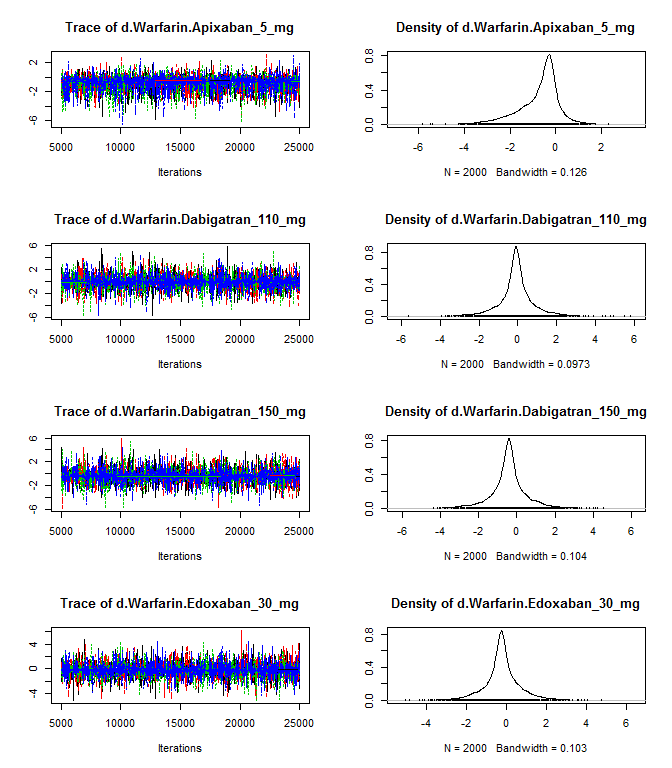 Trace of d.Warfarin.Apixaban_5_mg
2
-2
-6
5000 10000 15000 20000 25000
Iterations
Density of d.Warfarin.Apixaban_5_mg
0.8
0.4
0.0
-6 -4 -2 0 2
N = 2000 Bandwidth = 0.126
Trace of d.Warfarin.Dabigatran_110_mg
6
2
-2
-6
5000 10000 15000 20000 25000
Iterations
Density of d.Warfarin.Dabigatran_110_mg
0.8
0.4
0.0
-6 -4 -2 0 2 4 6
N = 2000 Bandwidth = 0.0973
Trace of d.Warfarin.Dabigatran_150_mg
6
2
-2
-6
5000 10000 15000 20000 25000
Iterations
Density of d.Warfarin.Dabigatran_150_mg
0.8
0.4
0.0
-6 -4 -2 0 2 4 6
N = 2000 Bandwidth = 0.104
Trace of d.Warfarin.Edoxaban_30_mg
4
0
-4
5000 10000 15000 20000 25000
Iterations
Density of d.Warfarin.Edoxaban_30_mg
0.8
0.4
0.0
-4 -2 0 2 4 6
N = 2000 Bandwidth = 0.103